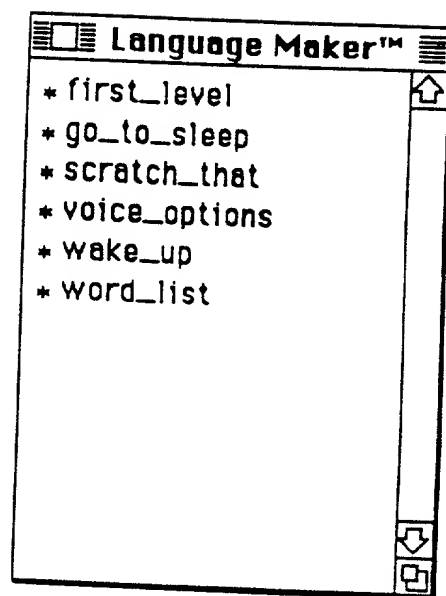 Language Maker™
* first_level
* go_to_sleep
* scratch_that
* voice_options
* wake_up
* word_list